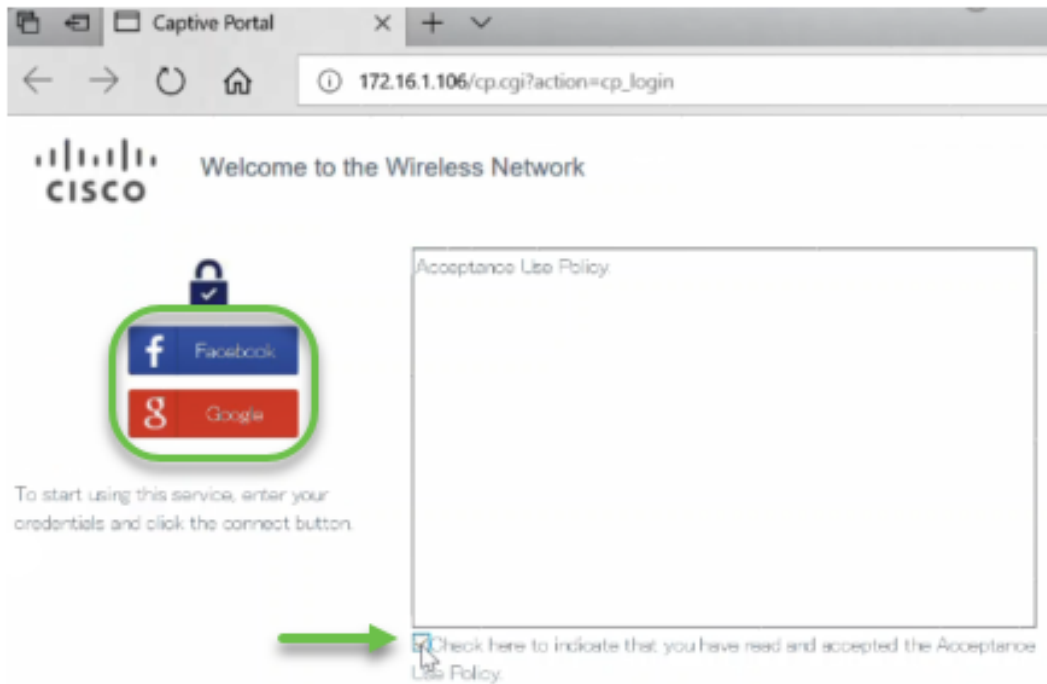 Captive Portal
172.16.1.106/cp.cgi?action=cp_login
CISCO
Welcome to the Wireless Network
Acceptance Use Policy.
f Facebook
8 Google
To start using this service, enter your
credentials and click the connect button.
Check here to indicate that you have read and accepted the Acceptance
Use Policy.